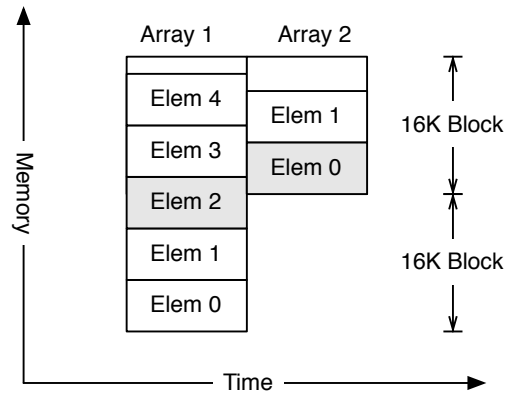 Array 1
Array 2
Elem 4
Elem 3
Elem 2
Elem 1
Elem 0
Elem 1
Elem 0
16K Block
16K Block
Memory
Time